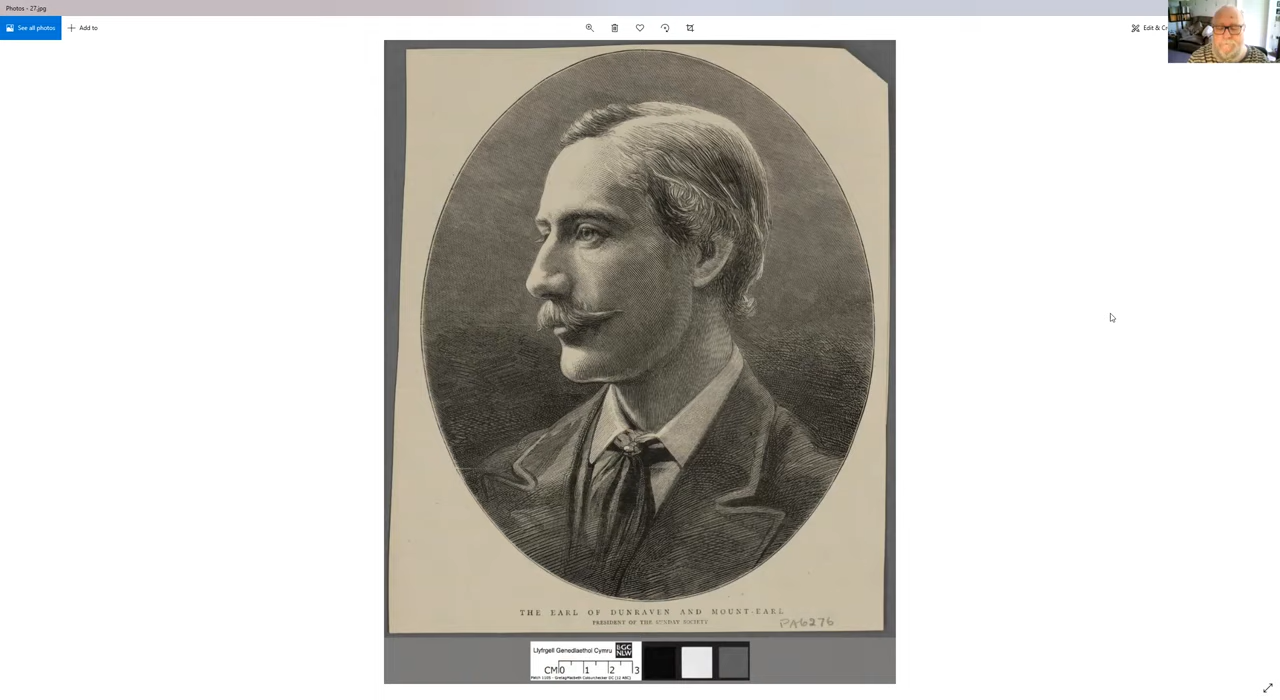 Photos - 27.jpg
See all photos
Add to
Edit & Cr
THE EARL OF DUNRAVEN AND MOUNT-EARL
PRESIDENT OF THE SUNDAY SOCIETY
PA6276
Llyfrgell Genedlaethol Cymru
LLGC
NLW
CM 0 1 2 3